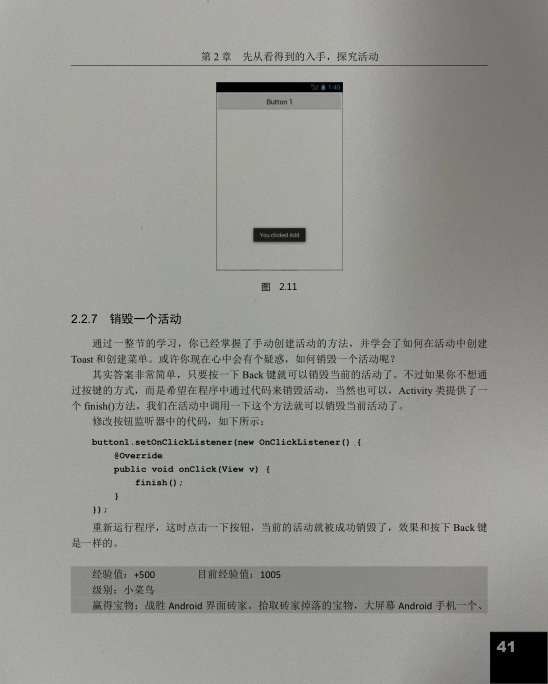 第 2 章　先从看得到的入手，探究活动
1:40
Button 1
You clicked Add
图　2.11
2.2.7　销毁一个活动
通过一整节的学习，你已经掌握了手动创建活动的方法，并学会了如何在活动中创建
Toast 和创建菜单。或许你现在心中会有个疑惑，如何销毁一个活动呢？
其实答案非常简单，只要按一下 Back 键就可以销毁当前的活动了。不过如果你不想通
过按键的方式，而是希望在程序中通过代码来销毁活动，当然也可以，Activity 类提供了一
个 finish()方法，我们在活动中调用一下这个方法就可以销毁当前活动了。
修改按钮监听器中的代码，如下所示：
button1.setOnClickListener(new OnClickListener() {
@Override
public void onClick(View v) {
finish();
}
});
重新运行程序，这时点击一下按钮，当前的活动就被成功销毁了，效果和按下 Back 键
是一样的。
经验值：+500　　目前经验值：1005
级别：小菜鸟
赢得宝物：战胜 Android 界面砖家。拾取砖家掉落的宝物，大屏幕 Android 手机一个、
41